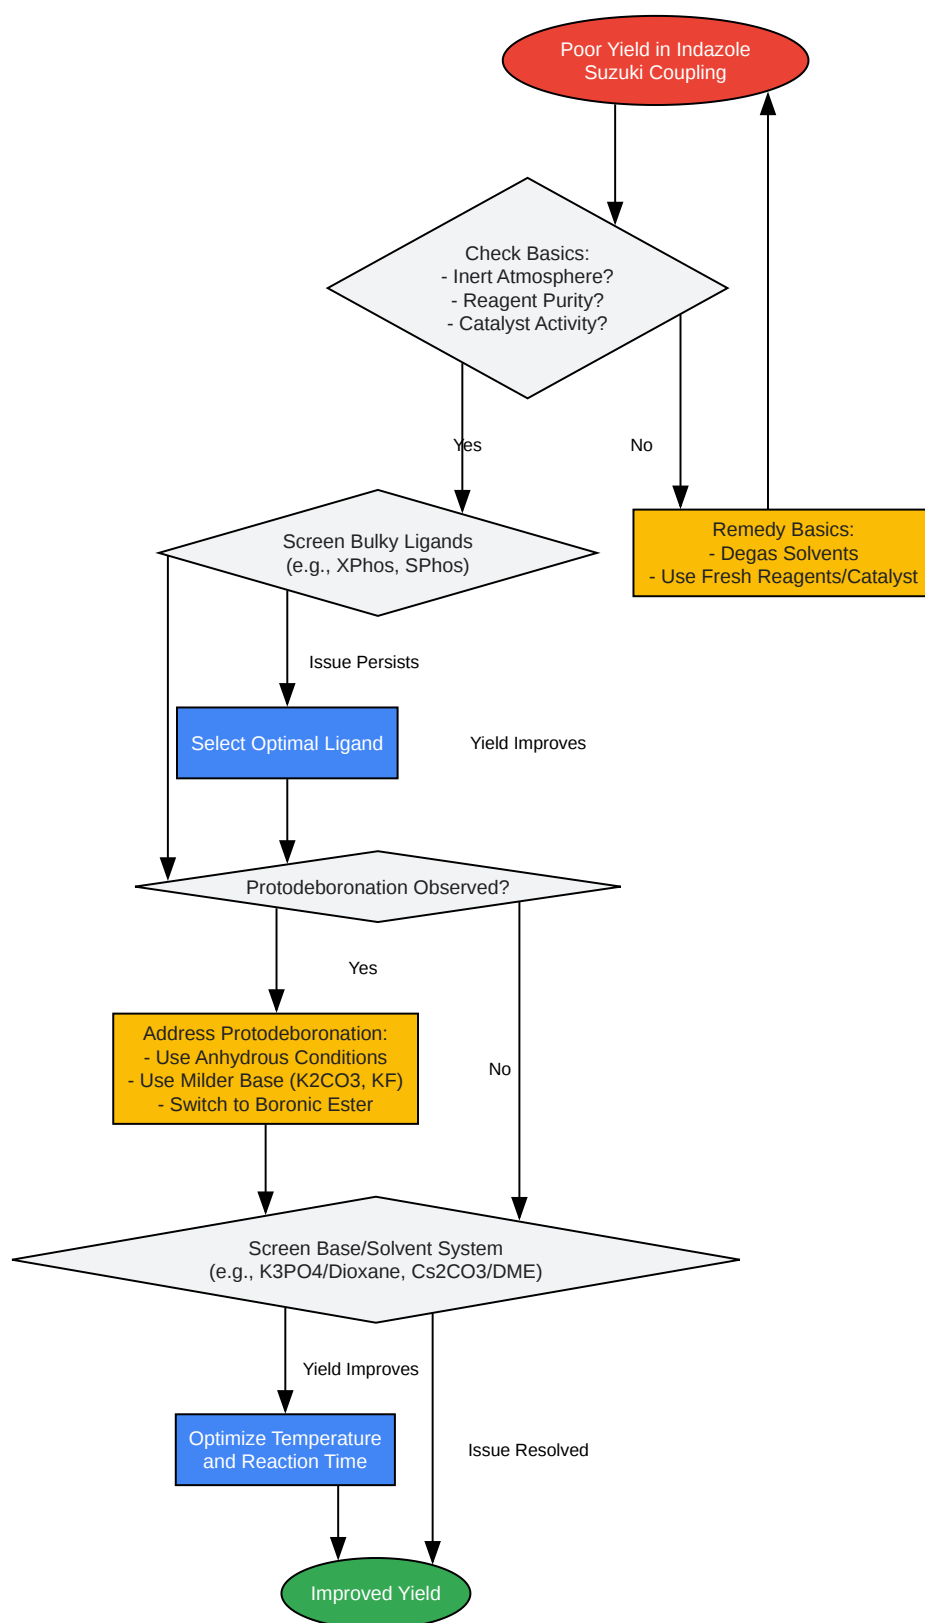 Poor Yield in Indazole
Suzuki Coupling
Check Basics:
- Inert Atmosphere?
- Reagent Purity?
- Catalyst Activity?
Yes
No
Screen Bulky Ligands
(e.g., XPhos, SPhos)
Remedy Basics:
- Degas Solvents
- Use Fresh Reagents/Catalyst
Issue Persists
Select Optimal Ligand
Yield Improves
Protodeboronation Observed?
Yes
Address Protodeboronation:
- Use Anhydrous Conditions
- Use Milder Base (K2CO3, KF)
- Switch to Boronic Ester
No
Screen Base/Solvent System
(e.g., K3PO4/Dioxane, Cs2CO3/DME)
Yield Improves
Optimize Temperature
and Reaction Time
Issue Resolved
Improved Yield